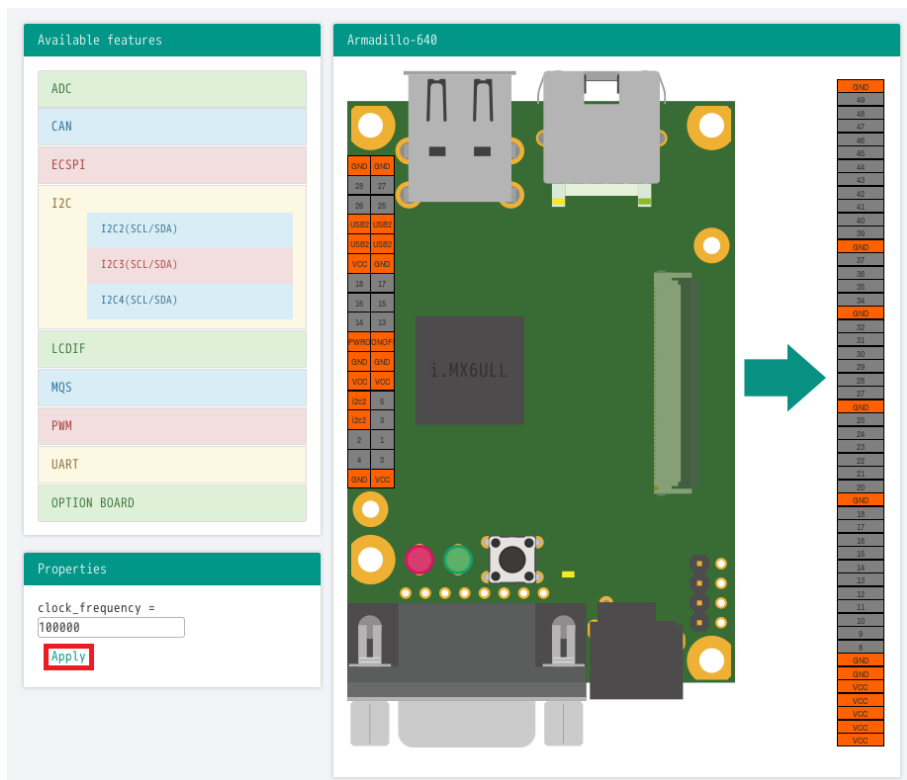 Available features
ADC
CAN
ECSPI
I2C
I2C2(SCL/SDA)
I2C3(SCL/SDA)
I2C4(SCL/SDA)
LCDIF
MQS
PWM
UART
OPTION BOARD
Properties
clock_frequency =
100000
Apply
Armadillo-640
GND GND
28 27
26 25
USB2 USB2
USB2 USB2
VCC GND
18 17
16 15
14 13
PWRO ONOF
GND GND
VCC VCC
i2c2 5
i2c2 3
2 1
4 3
GND VCC
i.MX6ULL
GND
49
48
47
46
45
44
43
42
41
40
39
GND
37
36
35
34
GND
32
31
30
29
28
27
GND
25
24
23
22
21
20
GND
18
17
16
15
14
13
12
11
10
9
8
GND
GND
VCC
VCC
VCC
VCC
VCC